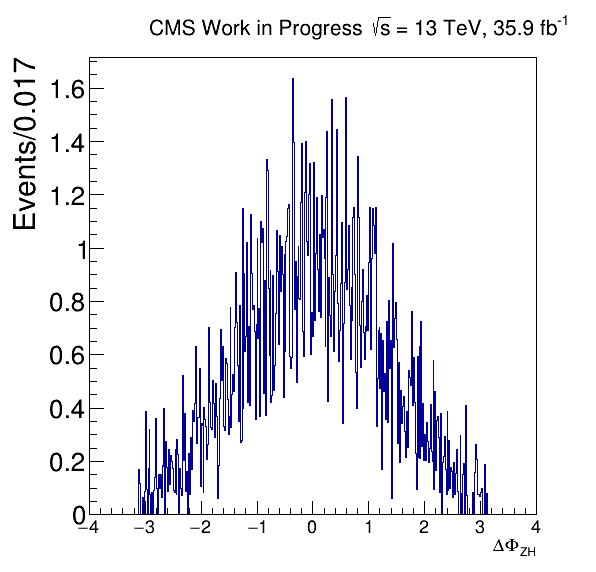 CMS Work in Progress √s = 13 TeV, 35.9 fb⁻¹
Events/0.017
1.6
1.4
1.2
1
0.8
0.6
0.4
0.2
0
−4 −3 −2 −1 0 1 2 3 4
ΔΦ_ZH